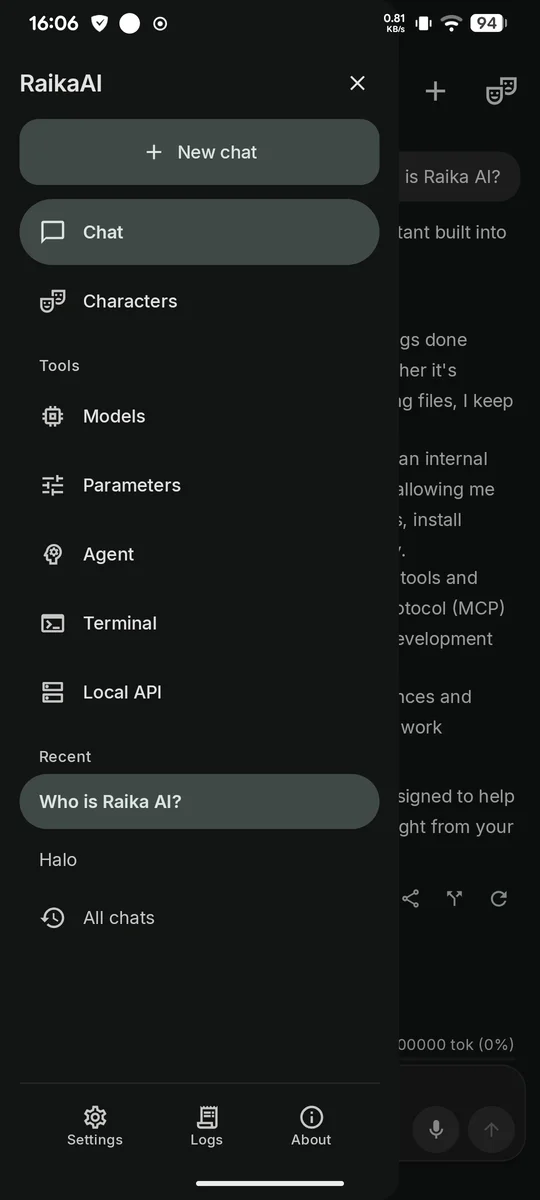 16:06
0.81
KB/s
94
RaikaAI
New chat
is Raika AI?
Chat
tant built into
Characters
gs done
Tools
her it's
ng files, I keep
Models
an internal
Parameters
allowing me
s, install
y.
Agent
tools and
otocol (MCP)
Terminal
evelopment
Local API
nces and
work
Recent
Who is Raika AI?
signed to help
ght from your
Halo
All chats
00000 tok (0%)
Settings
Logs
About